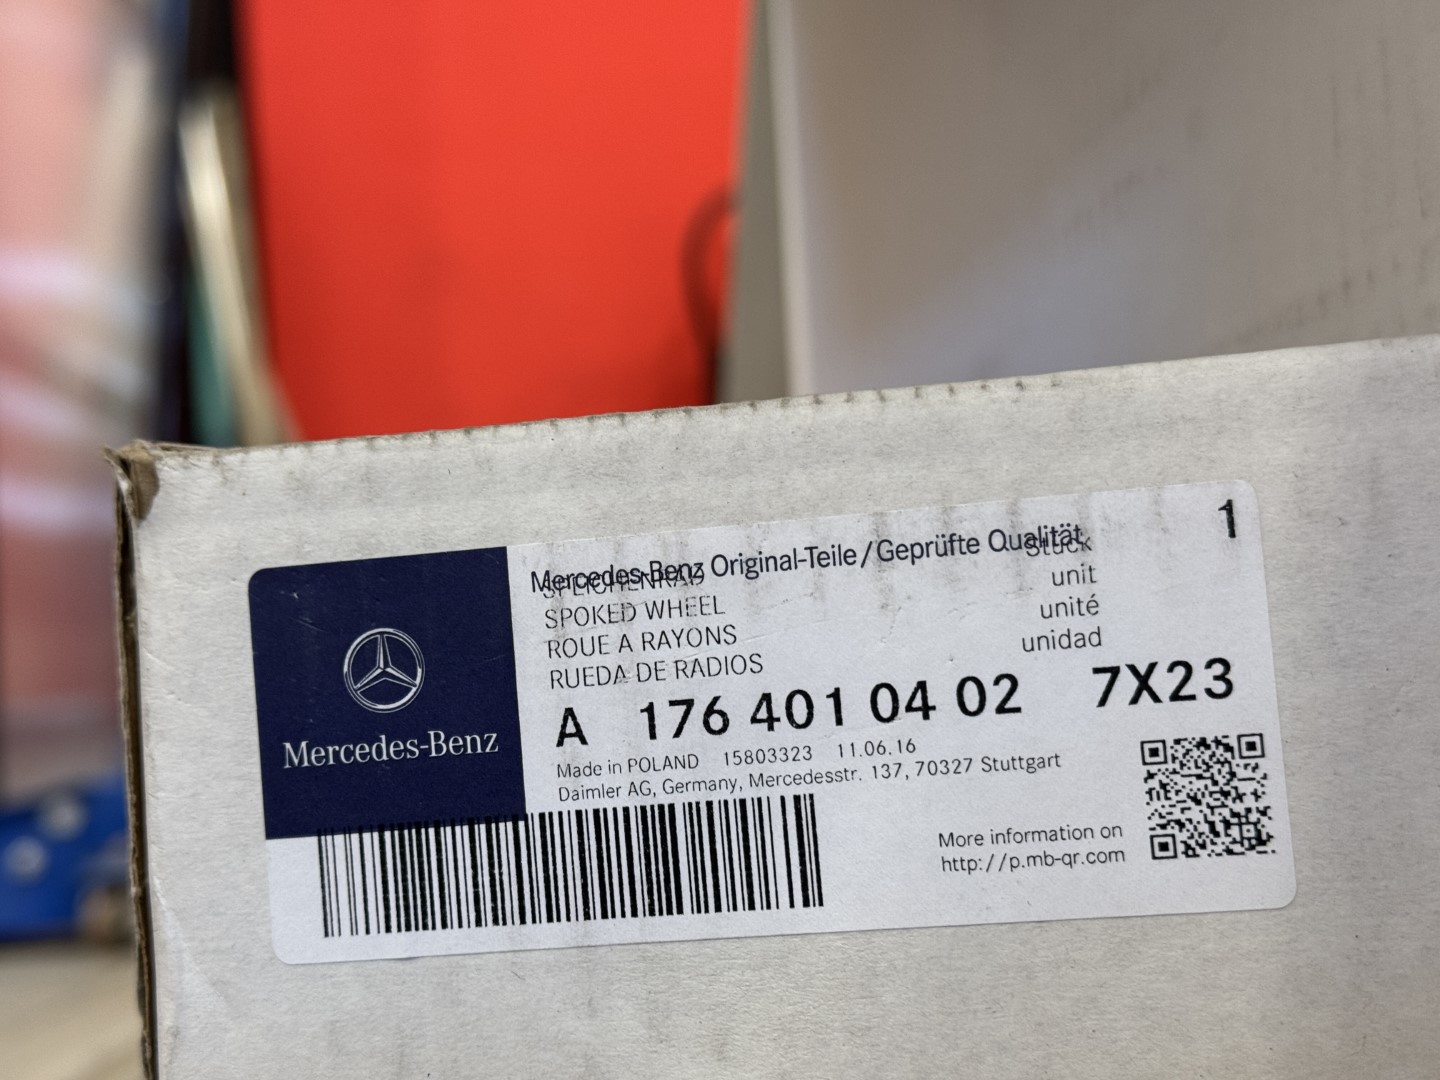 Mercedes-Benz Original-Teile/Geprüfte Qualität
1
SPEICHENRAD
Stück
SPOKED WHEEL
unit
ROUE A RAYONS
unité
RUEDA DE RADIOS
unidad
A 176 401 04 02 7X23
Made in POLAND 15803323 11.06.16
Daimler AG, Germany, Mercedesstr. 137, 70327 Stuttgart
Mercedes-Benz
More information on
http://p.mb-qr.com